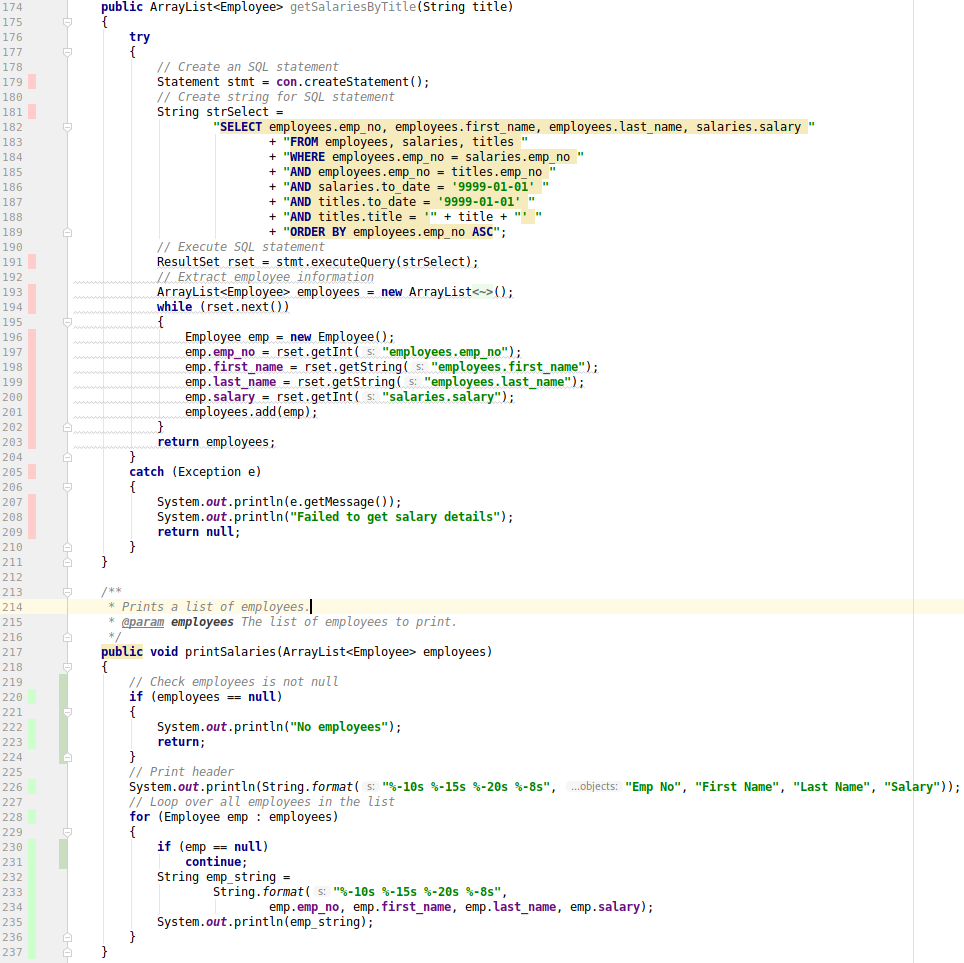 174 public ArrayList<Employee> getSalariesByTitle(String title)
175 {
176 try
177 {
178 // Create an SQL statement
179 Statement stmt = con.createStatement();
180 // Create string for SQL statement
181 String strSelect =
182 "SELECT employees.emp_no, employees.first_name, employees.last_name, salaries.salary "
183 + "FROM employees, salaries, titles "
184 + "WHERE employees.emp_no = salaries.emp_no "
185 + "AND employees.emp_no = titles.emp_no "
186 + "AND salaries.to_date = '9999-01-01' "
187 + "AND titles.to_date = '9999-01-01' "
188 + "AND titles.title = '" + title + "' "
189 + "ORDER BY employees.emp_no ASC";
190 // Execute SQL statement
191 ResultSet rset = stmt.executeQuery(strSelect);
192 // Extract employee information
193 ArrayList<Employee> employees = new ArrayList<~>();
194 while (rset.next())
195 {
196 Employee emp = new Employee();
197 emp.emp_no = rset.getInt( s: "employees.emp_no");
198 emp.first_name = rset.getString( s: "employees.first_name");
199 emp.last_name = rset.getString( s: "employees.last_name");
200 emp.salary = rset.getInt( s: "salaries.salary");
201 employees.add(emp);
202 }
203 return employees;
204 }
205 catch (Exception e)
206 {
207 System.out.println(e.getMessage());
208 System.out.println("Failed to get salary details");
209 return null;
210 }
211 }
212
213 /**
214 * Prints a list of employees.
215 * @param employees The list of employees to print.
216 */
217 public void printSalaries(ArrayList<Employee> employees)
218 {
219 // Check employees is not null
220 if (employees == null)
221 {
222 System.out.println("No employees");
223 return;
224 }
225 // Print header
226 System.out.println(String.format( s: "%-10s %-15s %-20s %-8s", ...objects: "Emp No", "First Name", "Last Name", "Salary"));
227 // Loop over all employees in the list
228 for (Employee emp : employees)
229 {
230 if (emp == null)
231 continue;
232 String emp_string =
233 String.format( s: "%-10s %-15s %-20s %-8s",
234 emp.emp_no, emp.first_name, emp.last_name, emp.salary);
235 System.out.println(emp_string);
236 }
237 }